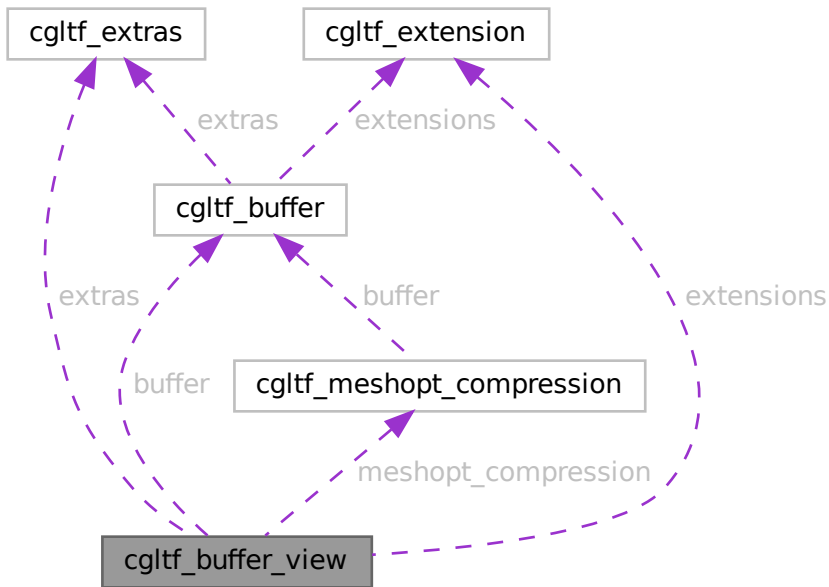 cgltf_extras
cgltf_extension
extras
extensions
cgltf_buffer
extras
buffer
extensions
buffer
cgltf_meshopt_compression
meshopt_compression
cgltf_buffer_view